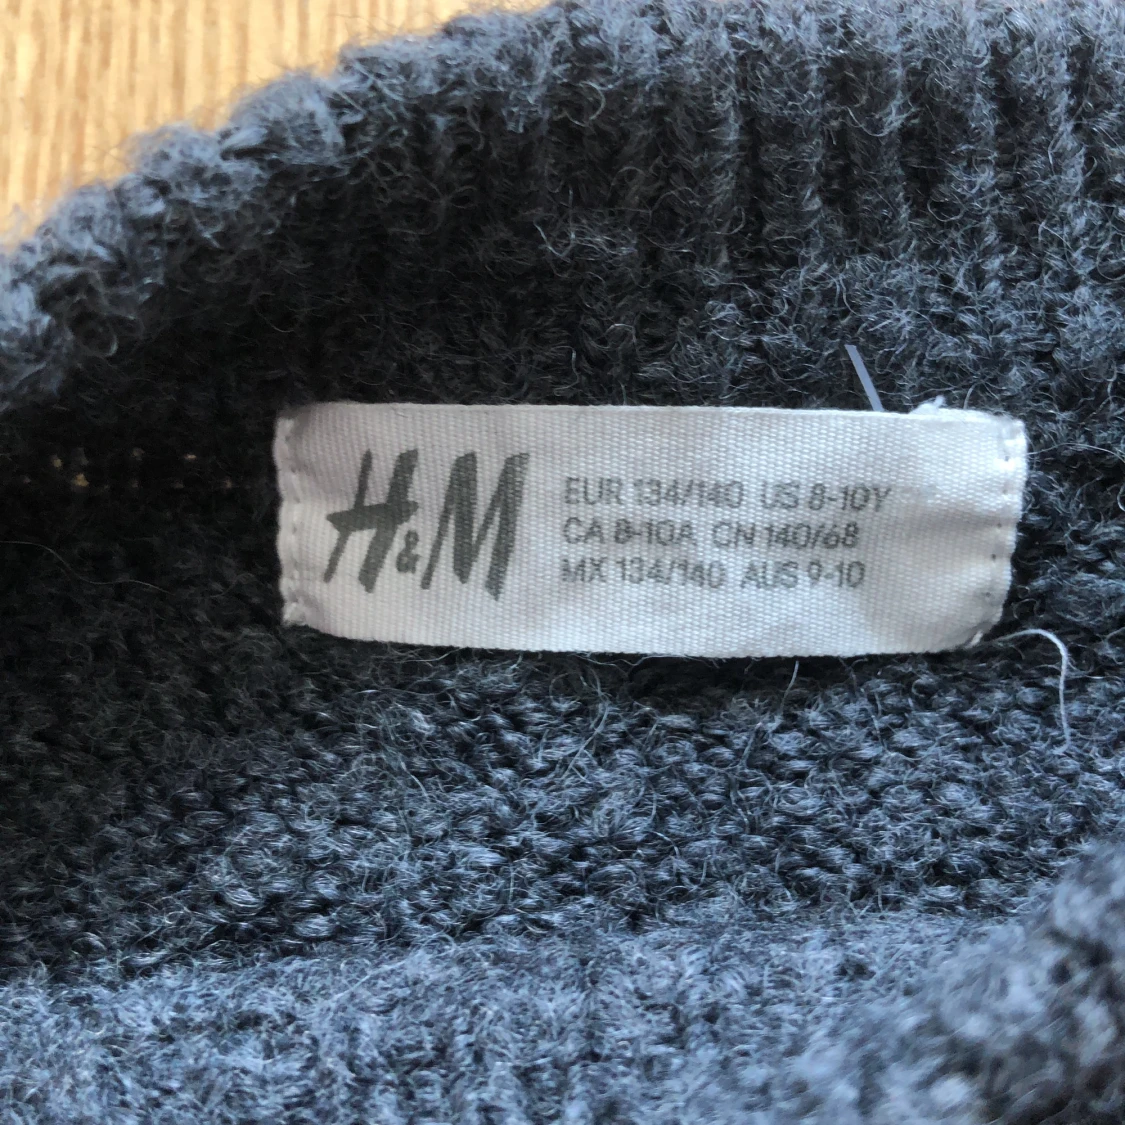 H&M
EUR 134/140 US 8-10Y
CA 8-10A CN 140/68
MX 134/140 AUS 9-10